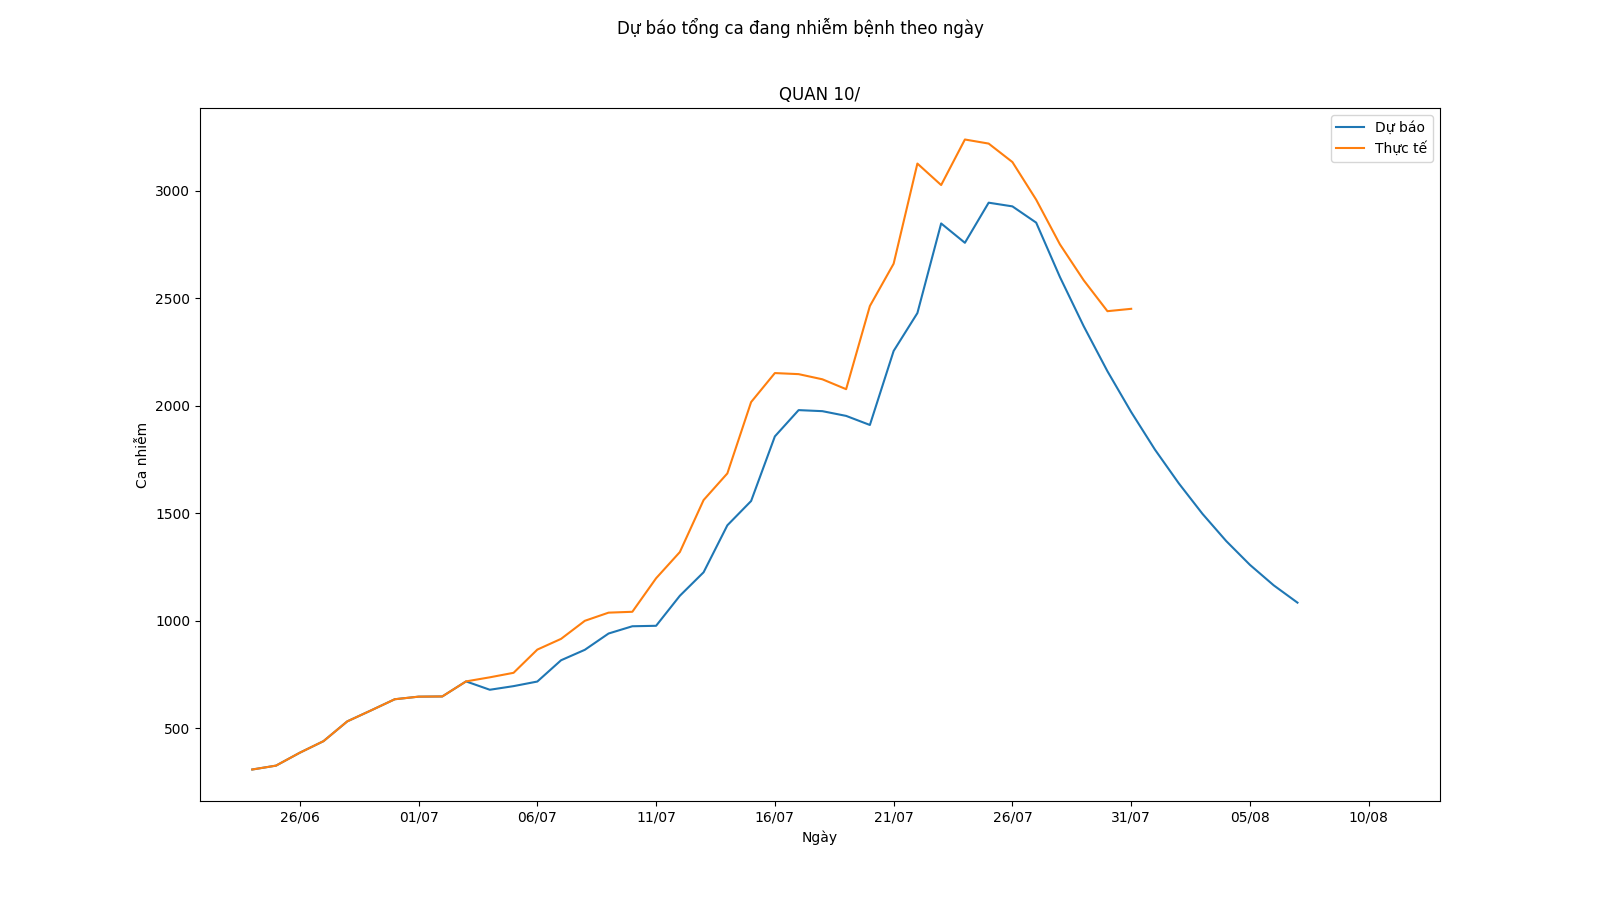 Dự báo tổng ca đang nhiễm bệnh theo ngày
QUAN 10/
Dự báo
Thực tế
3000
2500
2000
1500
1000
500
Ca nhiễm
26/06
01/07
06/07
11/07
16/07
21/07
26/07
31/07
05/08
10/08
Ngày